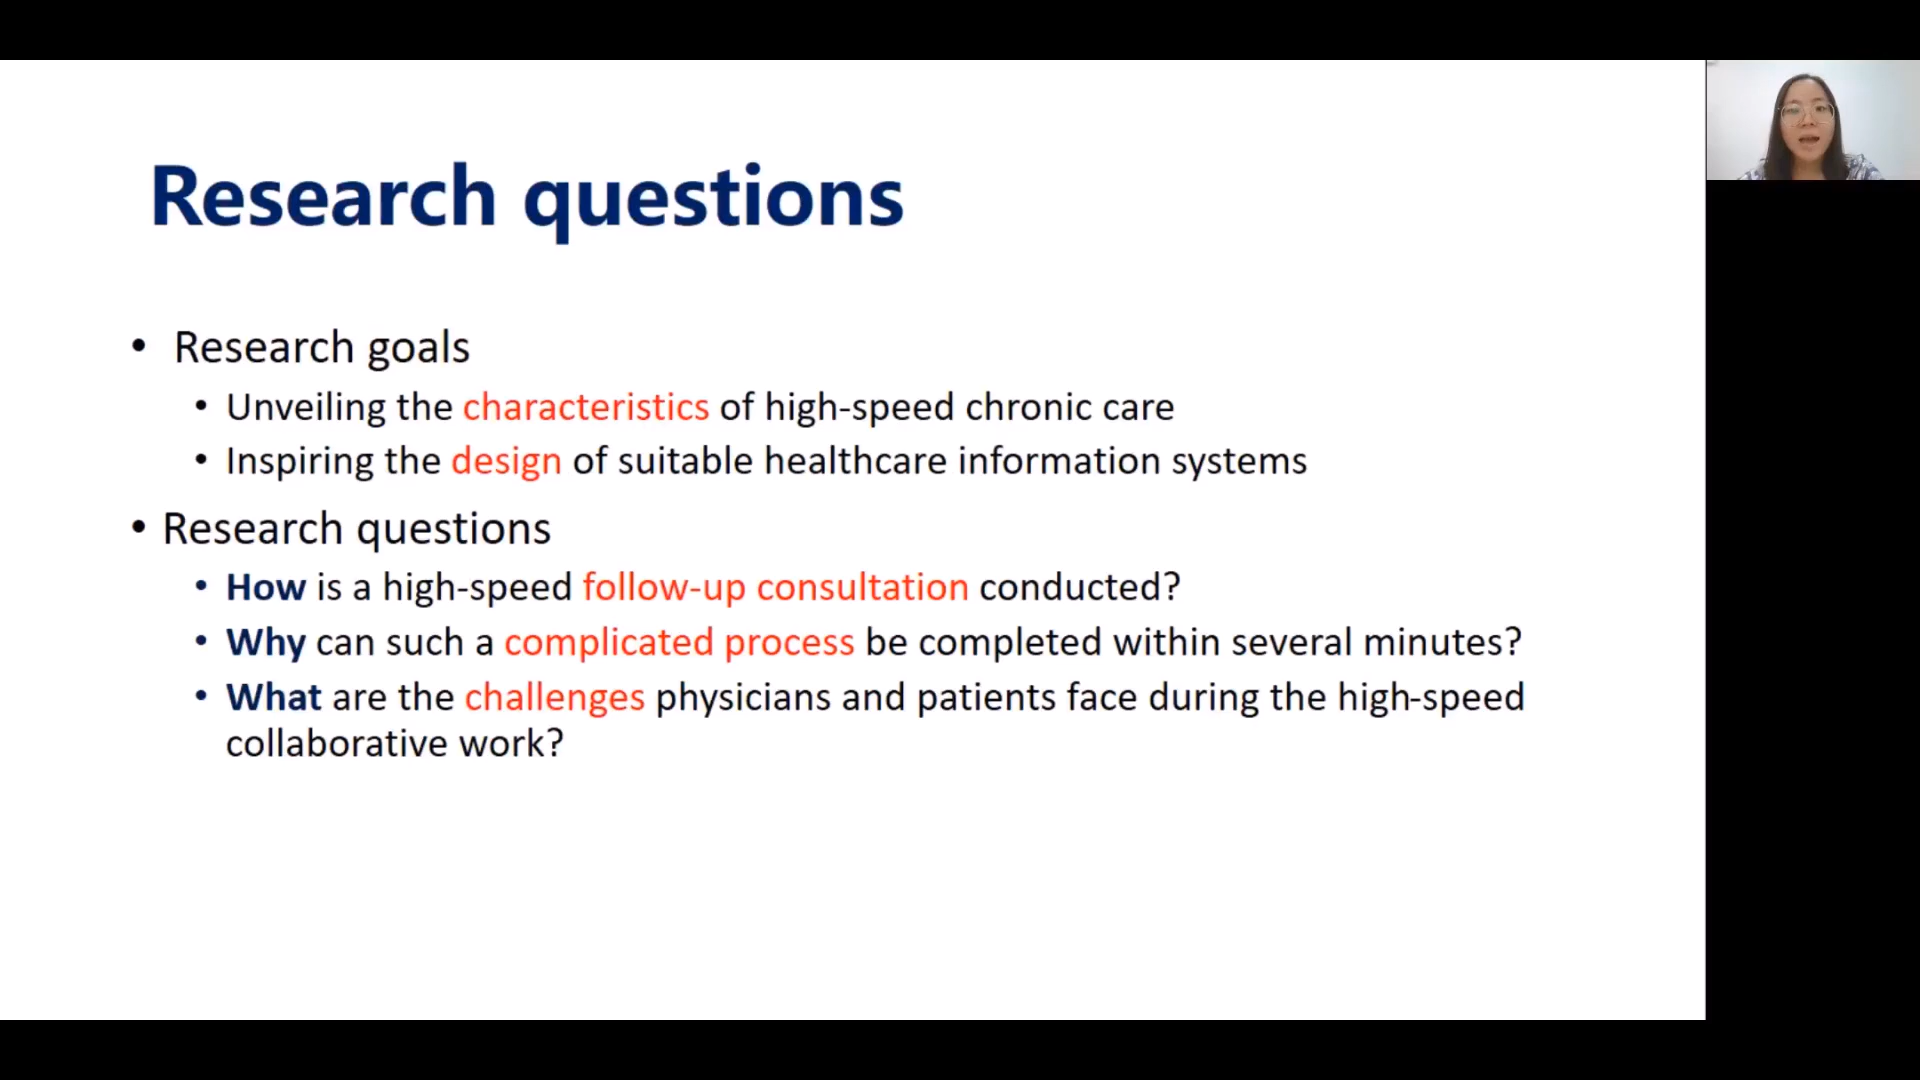 Research questions
• Research goals
• Unveiling the characteristics of high-speed chronic care
• Inspiring the design of suitable healthcare information systems
• Research questions
• How is a high-speed follow-up consultation conducted?
• Why can such a complicated process be completed within several minutes?
• What are the challenges physicians and patients face during the high-speed
collaborative work?